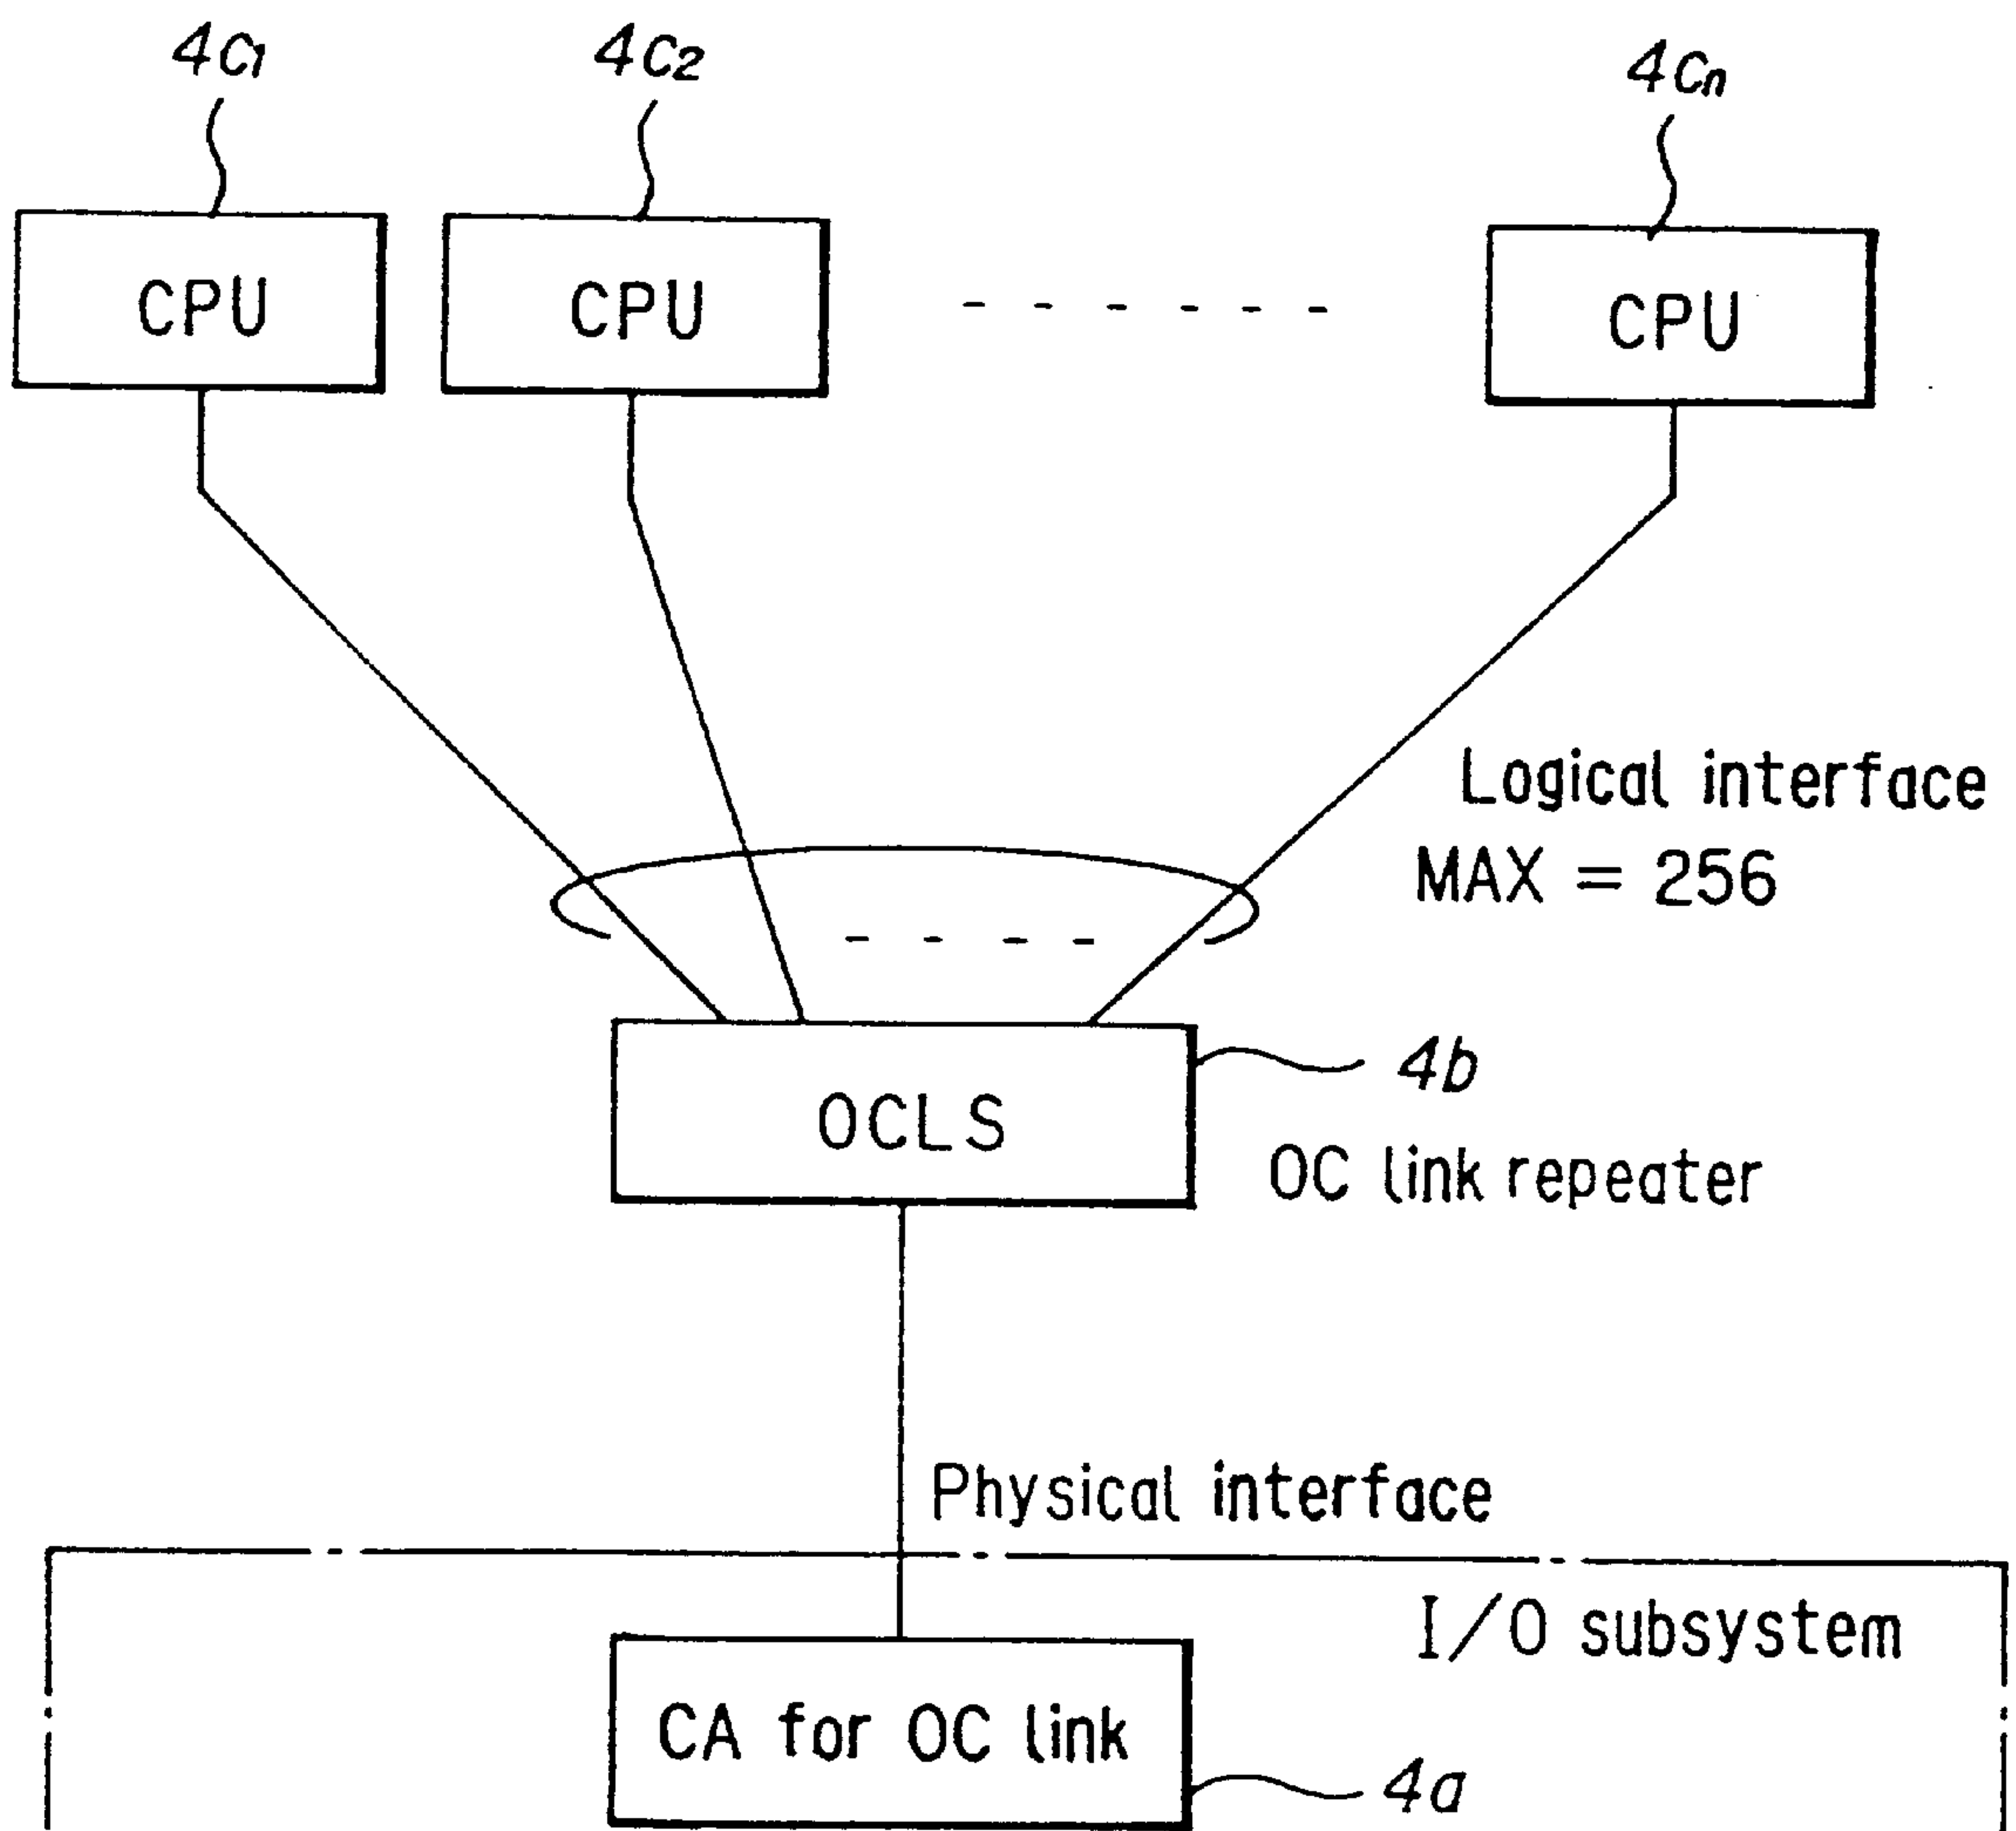 4c1 4c2 4cn
CPU CPU CPU
Logical interface
MAX = 256
OCLS
4b
OC link repeater
Physical interface
I/O subsystem
CA for OC link
4a